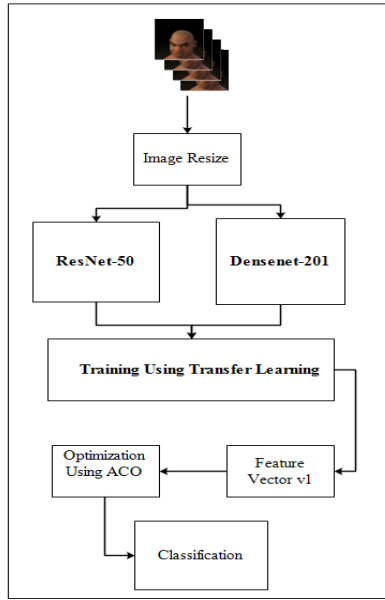 Image Resize
ResNet-50
Densenet-201
Training Using Transfer Learning
Optimization
Using ACO
Feature
Vector v1
Classification